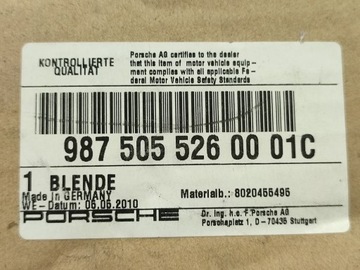 KONTROLLIERTE
QUALITÄT
Porsche AG certifies to the dealer
that this item of motor vehicle equip-
ment complies with all applicable Fe-
deral Motor Vehicle Safety Standards
987 505 526 00 01C
1 BLENDE
Made in GERMANY
Materialb.: 8020455495
WE-Datum: 06.06.2010
PORSCHE
Dr. Ing. h.c. F. Porsche AG
Porscheplatz 1, D-70435 Stuttgart